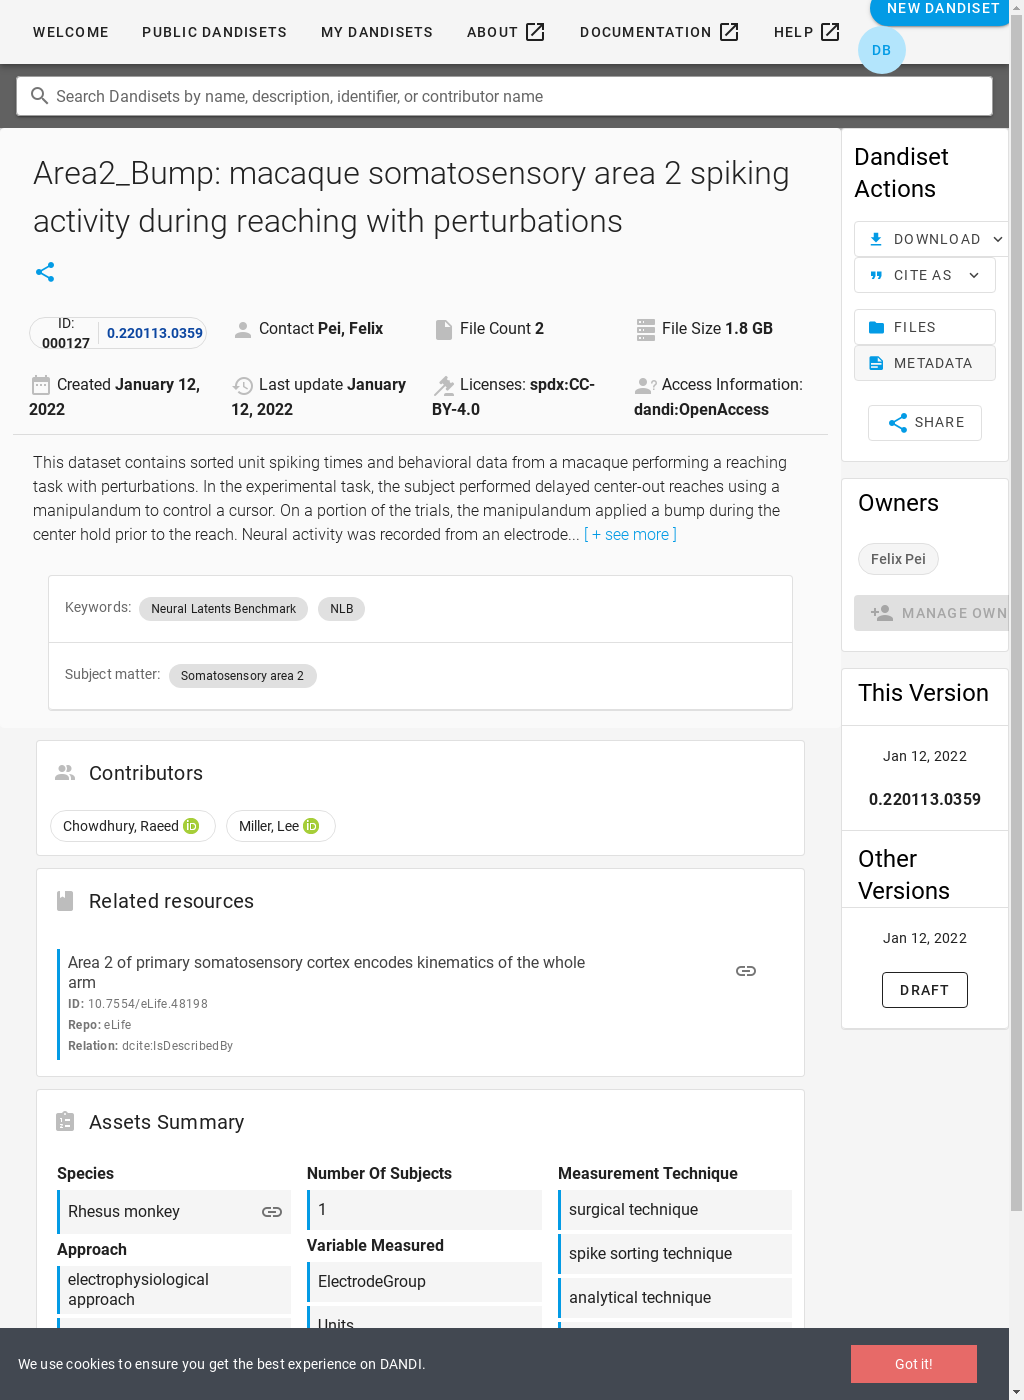 NEW DANDISET
WELCOME PUBLIC DANDISETS MY DANDISETS ABOUT DOCUMENTATION HELP
DB
Search Dandisets by name, description, identifier, or contributor name
Area2_Bump: macaque somatosensory area 2 spiking
activity during reaching with perturbations
ID:
000127
0.220113.0359
Contact Pei, Felix
File Count 2
File Size 1.8 GB
Created January 12,
2022
Last update January
12, 2022
Licenses: spdx:CC-
BY-4.0
Access Information:
dandi:OpenAccess
This dataset contains sorted unit spiking times and behavioral data from a macaque performing a reaching
task with perturbations. In the experimental task, the subject performed delayed center-out reaches using a
manipulandum to control a cursor. On a portion of the trials, the manipulandum applied a bump during the
center hold prior to the reach. Neural activity was recorded from an electrode... [ + see more ]
Keywords: Neural Latents Benchmark NLB
Subject matter: Somatosensory area 2
Contributors
Chowdhury, Raeed iD Miller, Lee iD
Related resources
Area 2 of primary somatosensory cortex encodes kinematics of the whole
arm
ID: 10.7554/eLife.48198
Repo: eLife
Relation: dcite:IsDescribedBy
Assets Summary
Species
Rhesus monkey
Approach
electrophysiological
approach
Number Of Subjects
1
Variable Measured
ElectrodeGroup
Units
Measurement Technique
surgical technique
spike sorting technique
analytical technique
Dandiset
Actions
DOWNLOAD
CITE AS
FILES
METADATA
SHARE
Owners
Felix Pei
MANAGE OWN
This Version
Jan 12, 2022
0.220113.0359
Other
Versions
Jan 12, 2022
DRAFT
We use cookies to ensure you get the best experience on DANDI.
Got it!